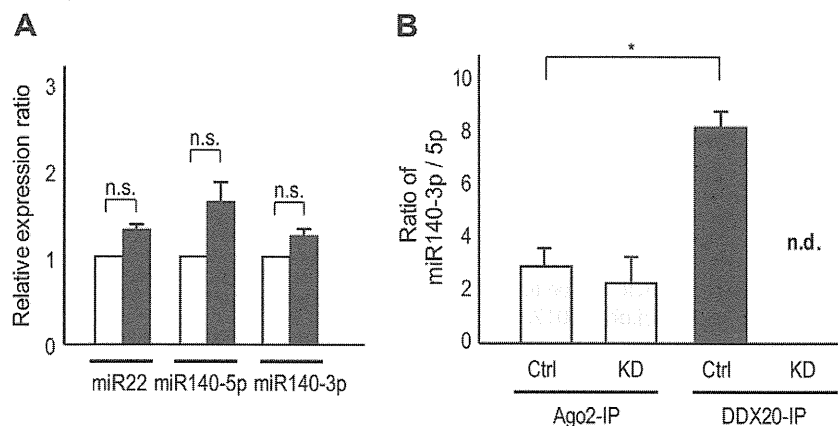 A
Relative expression ratio
3
2
1
0
n.s.
n.s.
n.s.
miR22
miR140-5p
miR140-3p
B
Ratio of
miR140-3p / 5p
10
8
6
4
2
0
*
n.d.
Ctrl
KD
Ctrl
KD
Ago2-IP
DDX20-IP